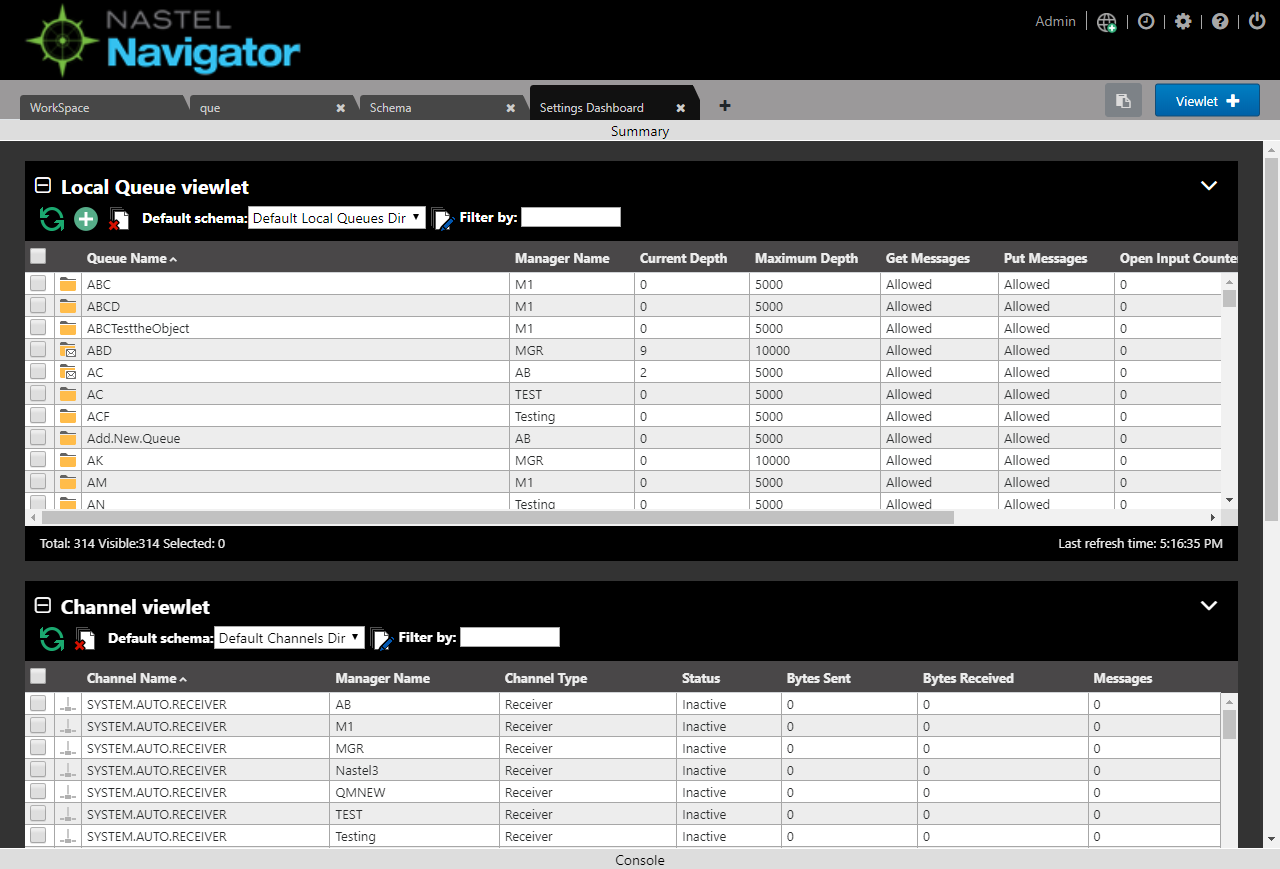 NASTEL
Navigator
Admin
WorkSpace que Schema Settings Dashboard Viewlet
Summary
Local Queue viewlet
Default schema: Default Local Queues Dir Filter by:
Queue Name Manager Name Current Depth Maximum Depth Get Messages Put Messages Open Input Counte
ABC M1 0 5000 Allowed Allowed 0
ABCD M1 0 5000 Allowed Allowed 0
ABCTesttheObject M1 0 5000 Allowed Allowed 0
ABD MGR 9 10000 Allowed Allowed 0
AC AB 2 5000 Allowed Allowed 0
AC TEST 0 5000 Allowed Allowed 0
ACF Testing 0 5000 Allowed Allowed 0
Add.New.Queue AB 0 5000 Allowed Allowed 0
AK MGR 0 10000 Allowed Allowed 0
AM M1 0 5000 Allowed Allowed 0
AN Testing 0 5000 Allowed Allowed 0
Total: 314 Visible:314 Selected: 0 Last refresh time: 5:16:35 PM
Channel viewlet
Default schema: Default Channels Dir Filter by:
Channel Name Manager Name Channel Type Status Bytes Sent Bytes Received Messages
SYSTEM.AUTO.RECEIVER AB Receiver Inactive 0 0 0
SYSTEM.AUTO.RECEIVER M1 Receiver Inactive 0 0 0
SYSTEM.AUTO.RECEIVER MGR Receiver Inactive 0 0 0
SYSTEM.AUTO.RECEIVER Nastel3 Receiver Inactive 0 0 0
SYSTEM.AUTO.RECEIVER QMNEW Receiver Inactive 0 0 0
SYSTEM.AUTO.RECEIVER TEST Receiver Inactive 0 0 0
SYSTEM.AUTO.RECEIVER Testing Receiver Inactive 0 0 0
Console